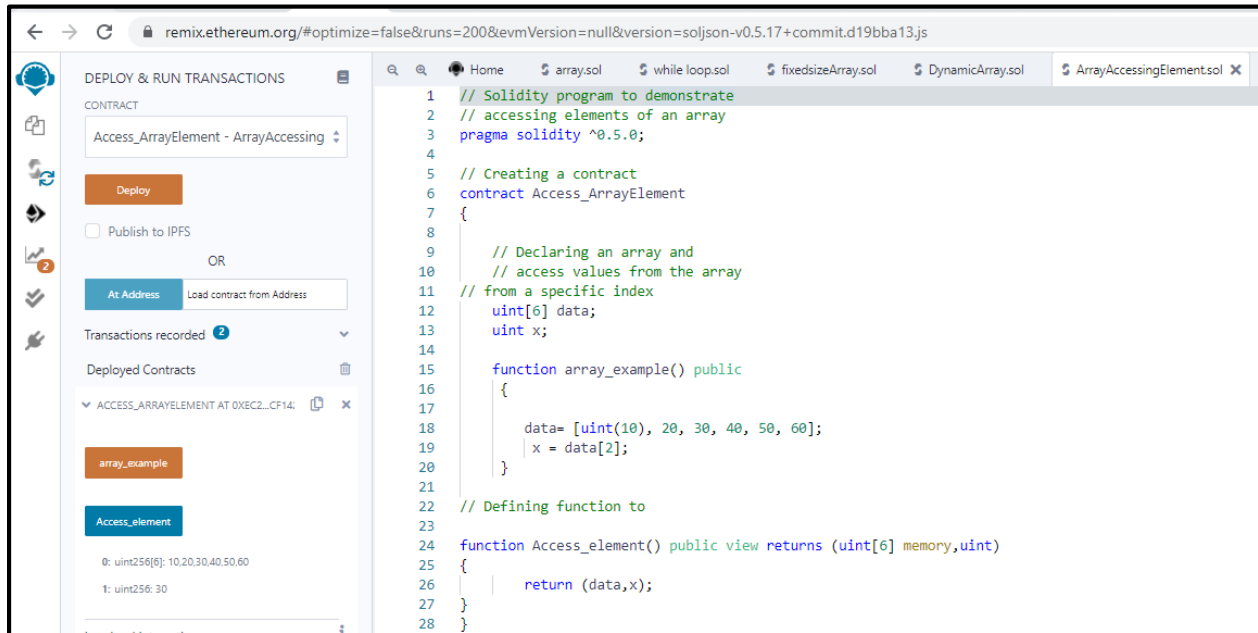 remix.ethereum.org/#optimize=false&runs=200&evmVersion=null&version=soljson-v0.5.17+commit.d19bba13.js
DEPLOY & RUN TRANSACTIONS
CONTRACT
Access_ArrayElement - ArrayAccessing
Deploy
Publish to IPFS
OR
At Address Load contract from Address
2
Transactions recorded 2
Deployed Contracts
ACCESS_ARRAYELEMENT AT 0XEC2...CF142
array_example
Access_element
0: uint256[6]: 10,20,30,40,50,60
1: uint256: 30
Home array.sol while loop.sol fixedsizeArray.sol DynamicArray.sol ArrayAccessingElement.sol
1 // Solidity program to demonstrate
2 // accessing elements of an array
3 pragma solidity ^0.5.0;
4
5 // Creating a contract
6 contract Access_ArrayElement
7 {
8
9 // Declaring an array and
10 // access values from the array
11 // from a specific index
12 uint[6] data;
13 uint x;
14
15 function array_example() public
16 {
17
18 data= [uint(10), 20, 30, 40, 50, 60];
19 x = data[2];
20 }
21
22 // Defining function to
23
24 function Access_element() public view returns (uint[6] memory,uint)
25 {
26 return (data,x);
27 }
28 }